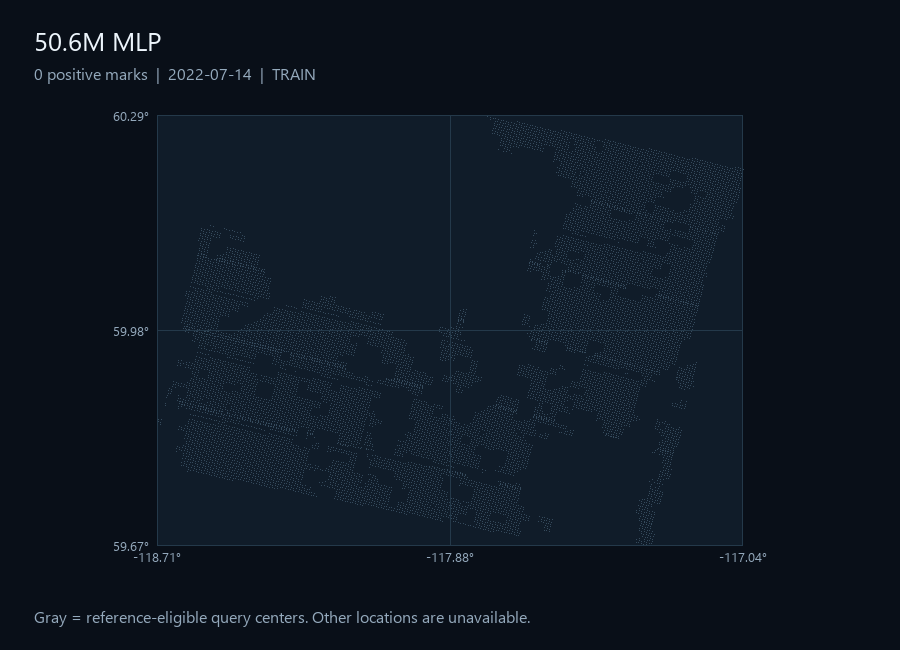 50.6M MLP
0 positive marks | 2022-07-14 | TRAIN
60.29°
59.98°
59.67°
-118.71°
-117.88°
-117.04°
Gray = reference-eligible query centers. Other locations are unavailable.